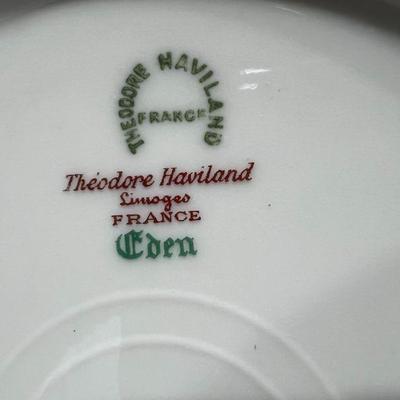 THEODORE HAVILAND
FRANCE
Théodore Haviland
Limoges
FRANCE
Eden